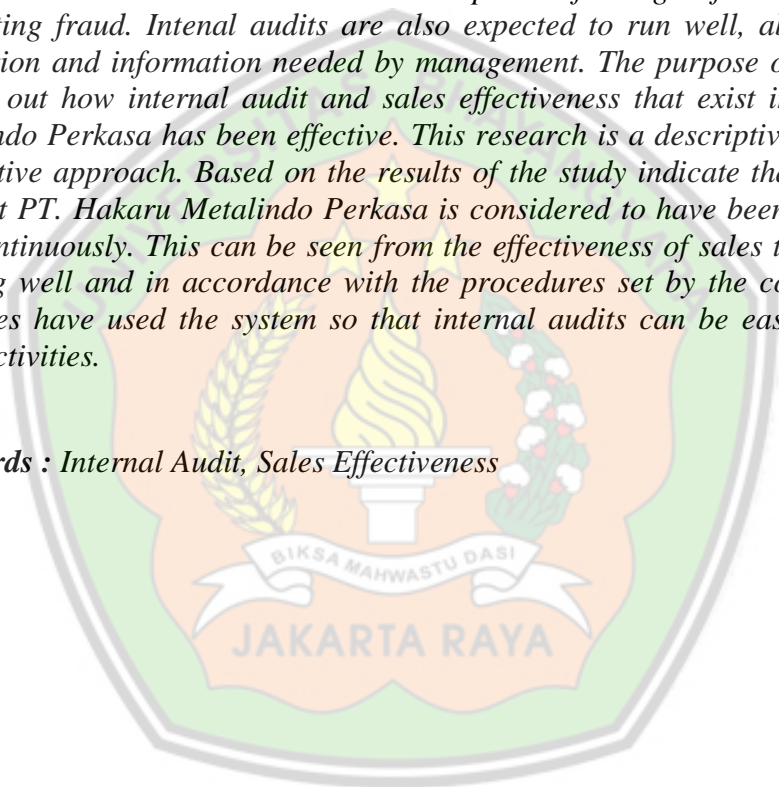 ting fraud. Intenal audits are also expected to run well, al
tion and information needed by management. The purpose o
out how internal audit and sales effectiveness that exist i
ndo Perkasa has been effective. This research is a descriptiv
tive approach. Based on the results of the study indicate tha
t PT. Hakaru Metalindo Perkasa is considered to have been
ntinuously. This can be seen from the effectiveness of sales t
g well and in accordance with the procedures set by the co
es have used the system so that internal audits can be eas
ctivities.
rds : Internal Audit, Sales Effectiveness
UNIVERSITAS BHAYANGKARA
BIKSA MAHWASTU DASI
JAKARTA RAYA